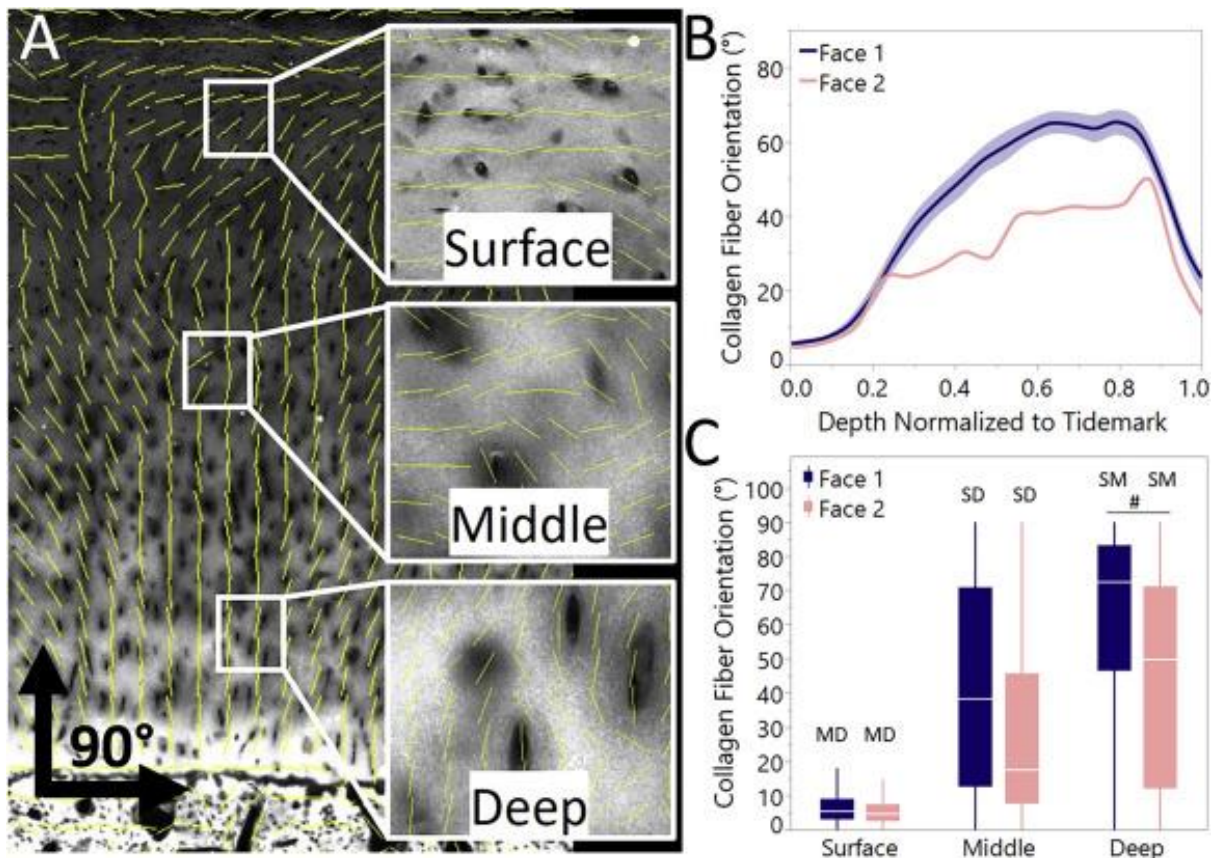 A
Surface
Middle
Deep
90°
B
Face 1
Face 2
Collagen Fiber Orientation (°)
80
60
40
20
0
0.0 0.2 0.4 0.6 0.8 1.0
Depth Normalized to Tidemark
C
Face 1
Face 2
Collagen Fiber Orientation (°)
100
90
80
70
60
50
40
30
20
10
0
MD MD
SD SD
SM SM
#
Surface Middle Deep